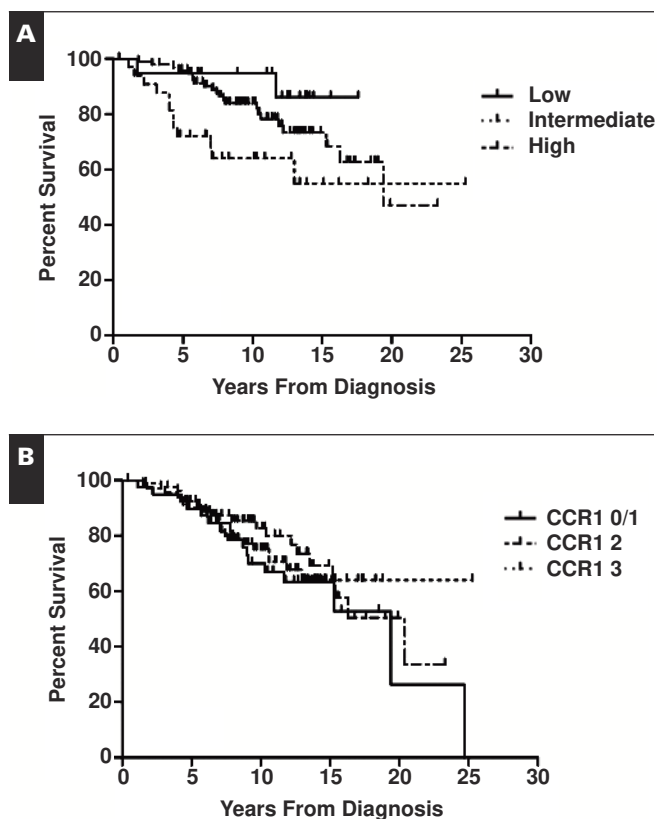 A
100
80
60
40
20
0
Percent Survival
Low
Intermediate
High
0 5 10 15 20 25 30
Years From Diagnosis
B
100
80
60
40
20
0
Percent Survival
CCR1 0/1
CCR1 2
CCR1 3
0 5 10 15 20 25 30
Years From Diagnosis